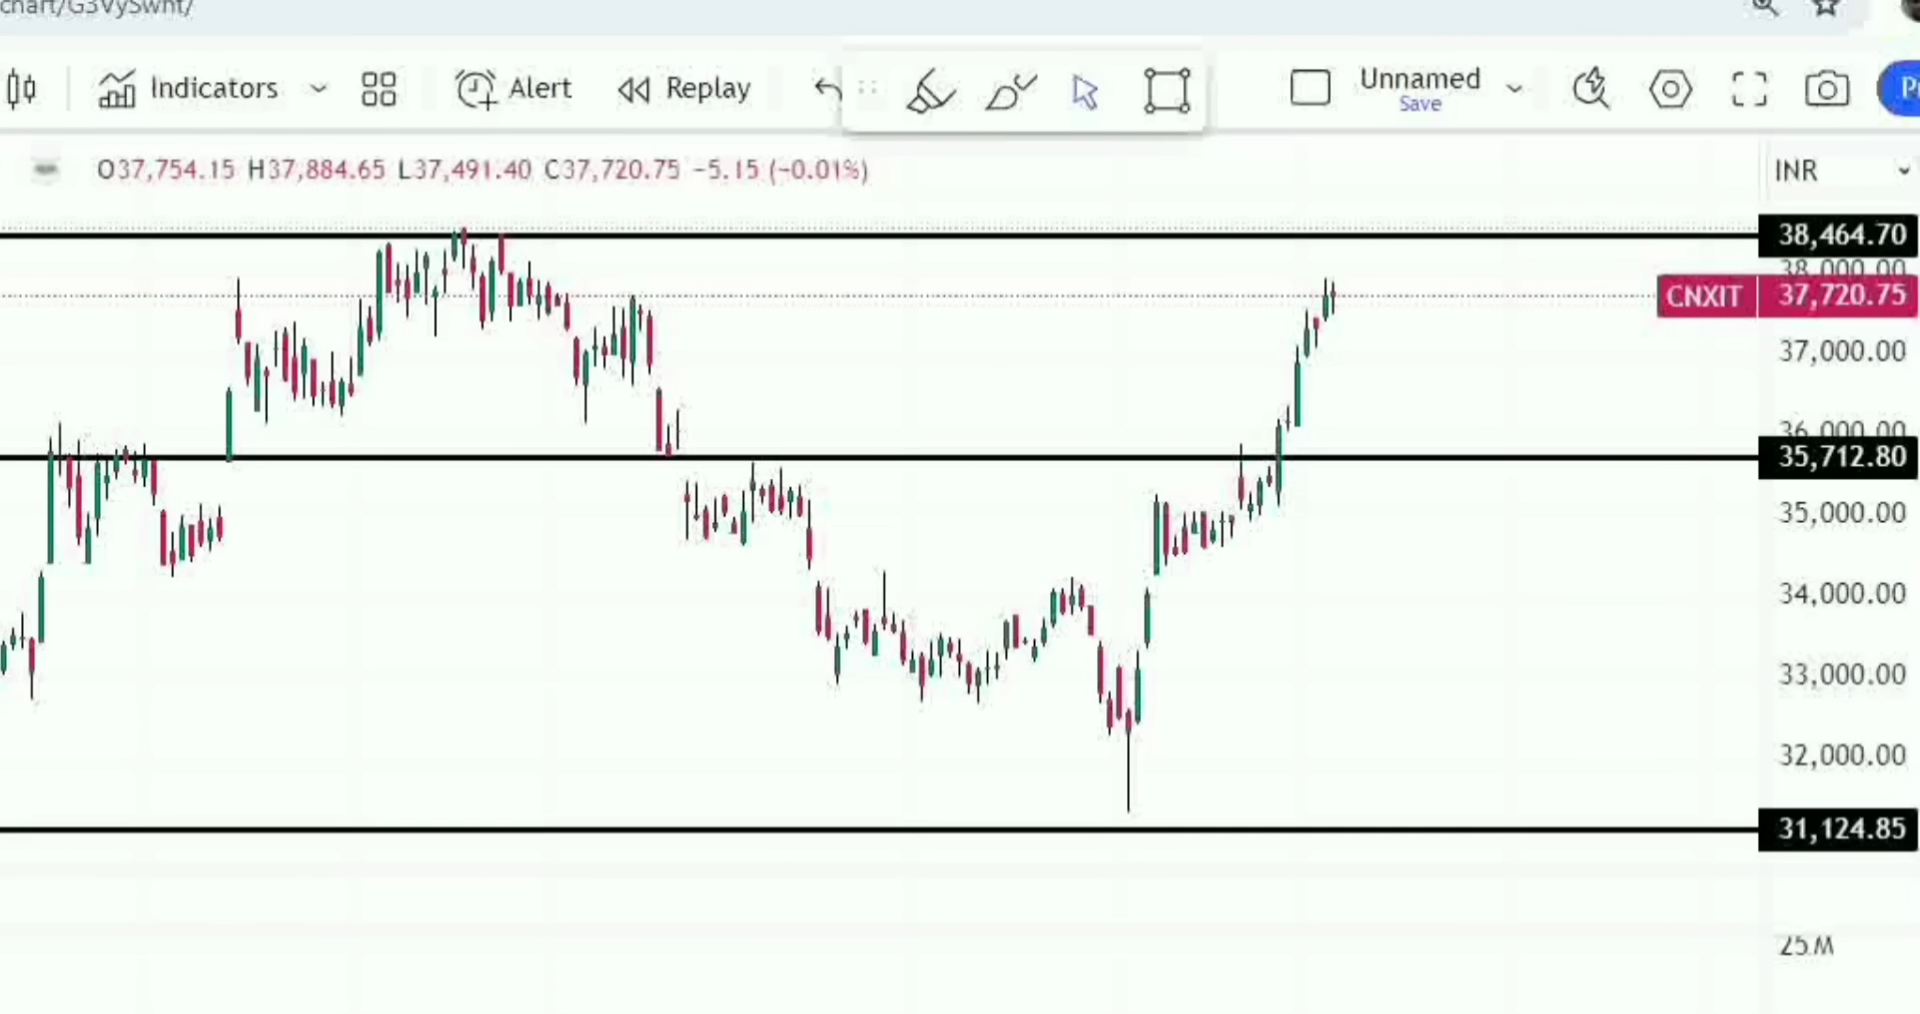 chart/G3VySwht/
Indicators Alert Replay Unnamed
Save
O37,754.15 H37,884.65 L37,491.40 C37,720.75 −5.15 (−0.01%)
INR
38,464.70
38,000.00
CNXIT 37,720.75
37,000.00
36,000.00
35,712.80
35,000.00
34,000.00
33,000.00
32,000.00
31,124.85
25M